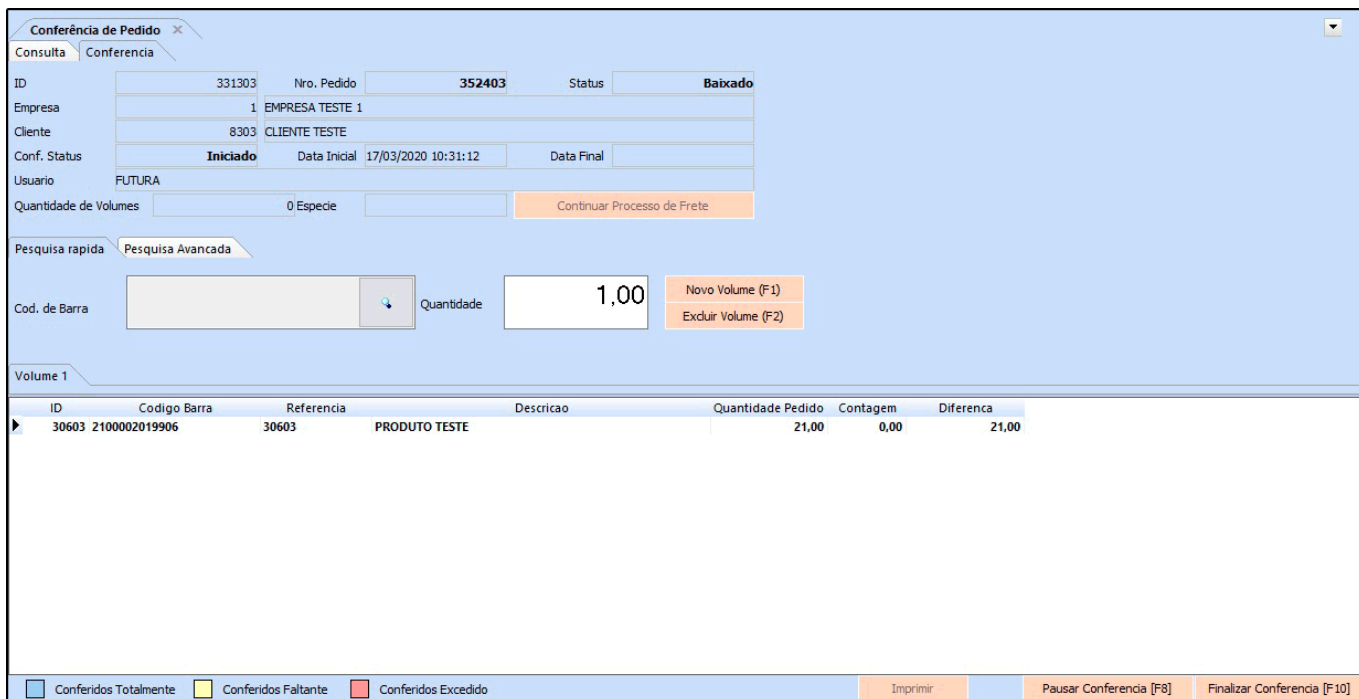 Conferência de Pedido
Consulta Conferencia
ID 331303 Nro. Pedido 352403 Status Baixado
Empresa 1 EMPRESA TESTE 1
Cliente 8303 CLIENTE TESTE
Conf. Status Iniciado Data Inicial 17/03/2020 10:31:12 Data Final
Usuario FUTURA
Quantidade de Volumes 0 Especie Continuar Processo de Frete
Pesquisa rapida Pesquisa Avancada
Cod. de Barra Quantidade 1,00 Novo Volume (F1)
Excluir Volume (F2)
Volume 1
ID Codigo Barra Referencia Descricao Quantidade Pedido Contagem Diferenca
30603 2100002019906 30603 PRODUTO TESTE 21,00 0,00 21,00
Conferidos Totalmente Conferidos Faltante Conferidos Excedido Imprimir Pausar Conferencia [F8] Finalizar Conferencia [F10]